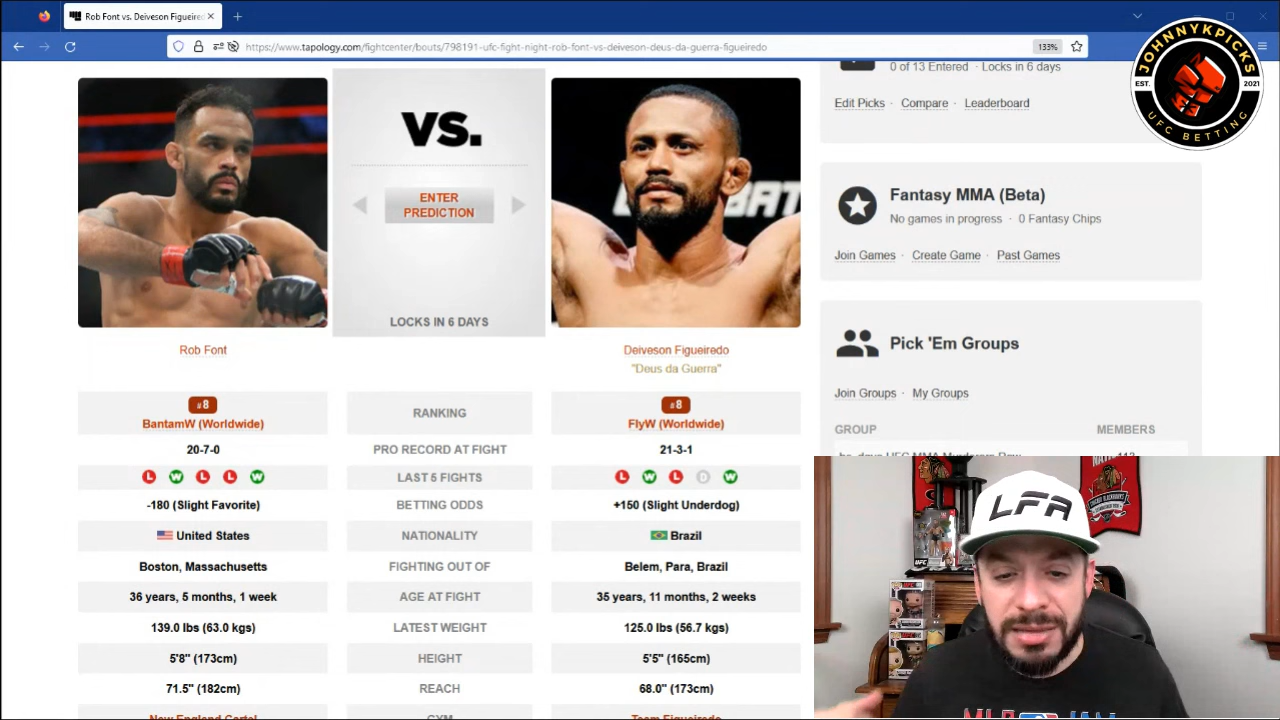 Rob Font vs. Deiveson Figueired
https://www.tapology.com/fightcenter/bouts/798191-ufc-fight-night-rob-font-vs-deiveson-deus-da-guerra-figueiredo
133%
JOHNNYKPICKS
EST. 2021
UFC BETTING
VS.
ENTER
PREDICTION
LOCKS IN 6 DAYS
Rob Font
Deiveson Figueiredo
"Deus da Guerra"
#8 RANKING #8
BantamW (Worldwide) FlyW (Worldwide)
20-7-0 PRO RECORD AT FIGHT 21-3-1
L W L L W LAST 5 FIGHTS L W L D W
-180 (Slight Favorite) BETTING ODDS +150 (Slight Underdog)
United States NATIONALITY Brazil
Boston, Massachusetts FIGHTING OUT OF Belem, Para, Brazil
36 years, 5 months, 1 week AGE AT FIGHT 35 years, 11 months, 2 weeks
139.0 lbs (63.0 kgs) LATEST WEIGHT 125.0 lbs (56.7 kgs)
5'8" (173cm) HEIGHT 5'5" (165cm)
71.5" (182cm) REACH 68.0" (173cm)
New England Cartel GYM Team Figueiredo
0 of 13 Entered · Locks in 6 days
Edit Picks · Compare · Leaderboard
Fantasy MMA (Beta)
No games in progress · 0 Fantasy Chips
Join Games · Create Game · Past Games
Pick 'Em Groups
Join Groups · My Groups
GROUP MEMBERS
LFA
UFC